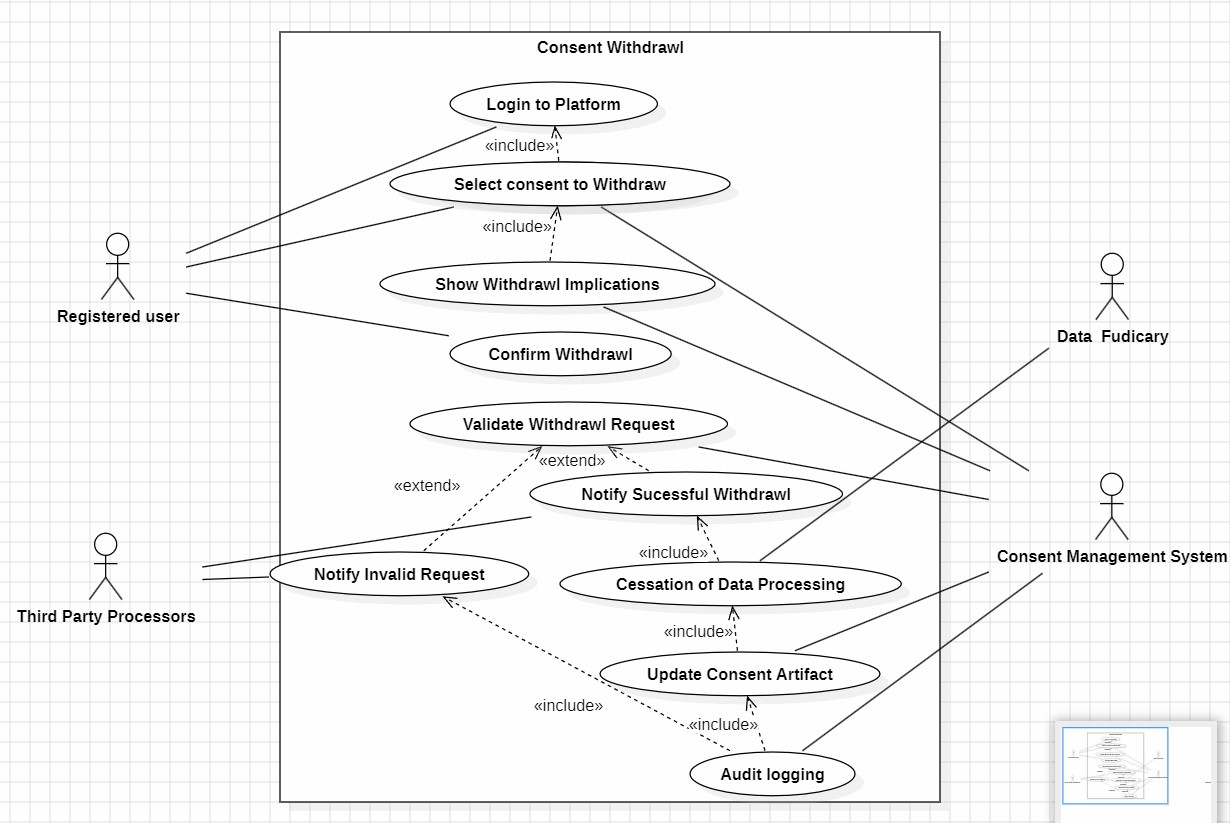 Consent Withdrawl
Login to Platform
«include»
Select consent to Withdraw
«include»
Show Withdrawl Implications
Registered user
Confirm Withdrawl
Data  Fudicary
Validate Withdrawl Request
«extend»
«extend»
Notify Sucessful Withdrawl
«include»
Consent Management System
Notify Invalid Request
Cessation of Data Processing
Third Party Processors
«include»
Update Consent Artifact
«include»
«include»
Audit logging